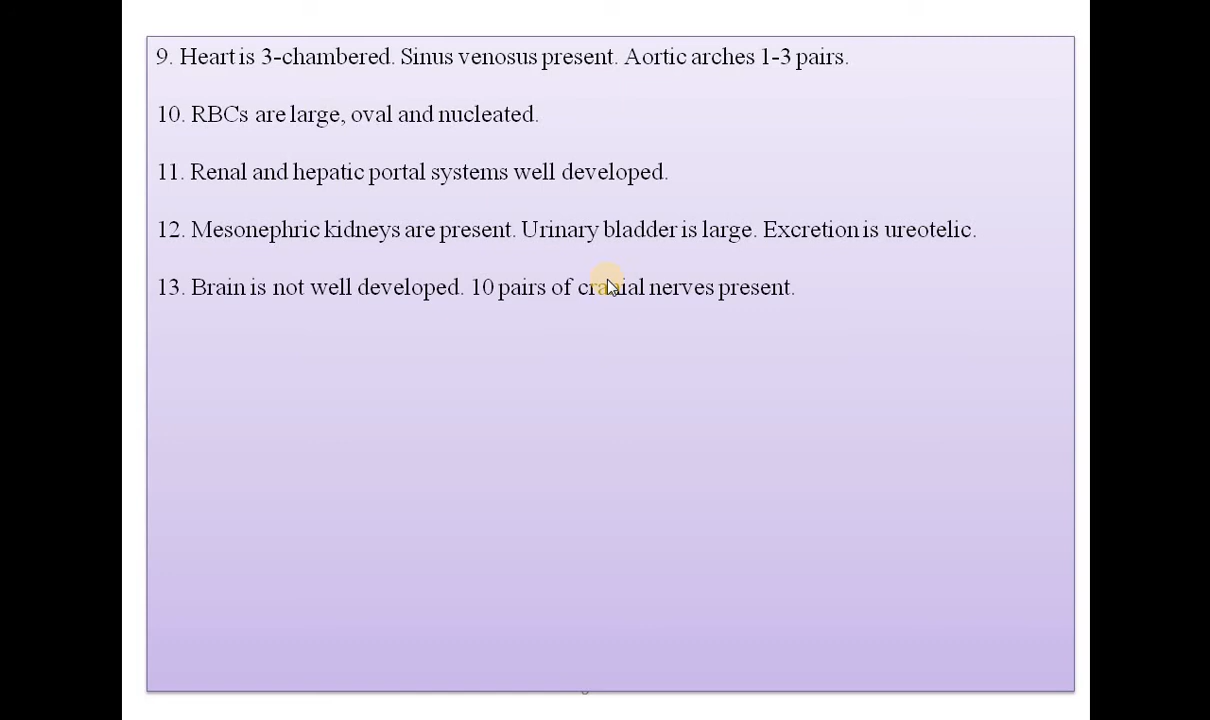 9. Heart is 3-chambered. Sinus venosus present. Aortic arches 1-3 pairs.
10. RBCs are large, oval and nucleated.
11. Renal and hepatic portal systems well developed.
12. Mesonephric kidneys are present. Urinary bladder is large. Excretion is ureotelic.
13. Brain is not well developed. 10 pairs of cranial nerves present.